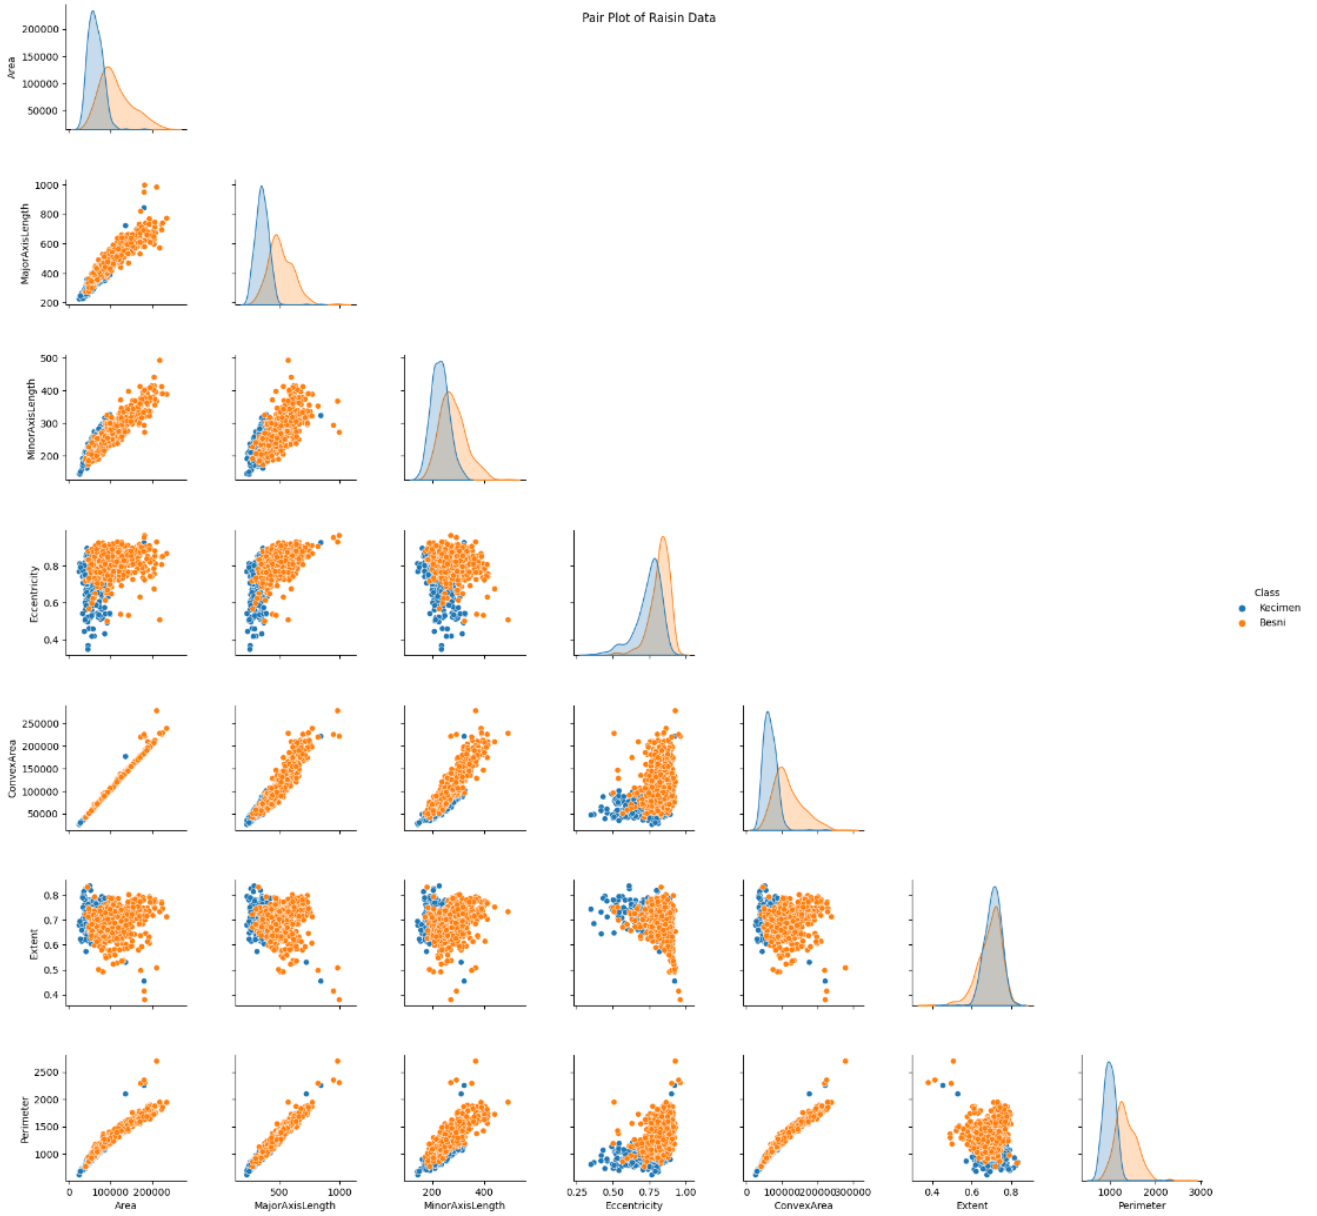 Pair Plot of Raisin Data
200000
150000
100000
50000
Area
1000
800
600
400
200
MajorAxisLength
500
400
300
200
MinorAxisLength
0.8
0.6
0.4
Eccentricity
Class
Kecimen
Besni
250000
200000
150000
100000
50000
ConvexArea
0.8
0.7
0.6
0.5
0.4
Extent
2500
2000
1500
1000
Perimeter
0 100000 200000
Area
500 1000
MajorAxisLength
200 400
MinorAxisLength
0.25 0.50 0.75 1.00
Eccentricity
0 100000200000300000
ConvexArea
0.4 0.6 0.8
Extent
1000 2000 3000
Perimeter